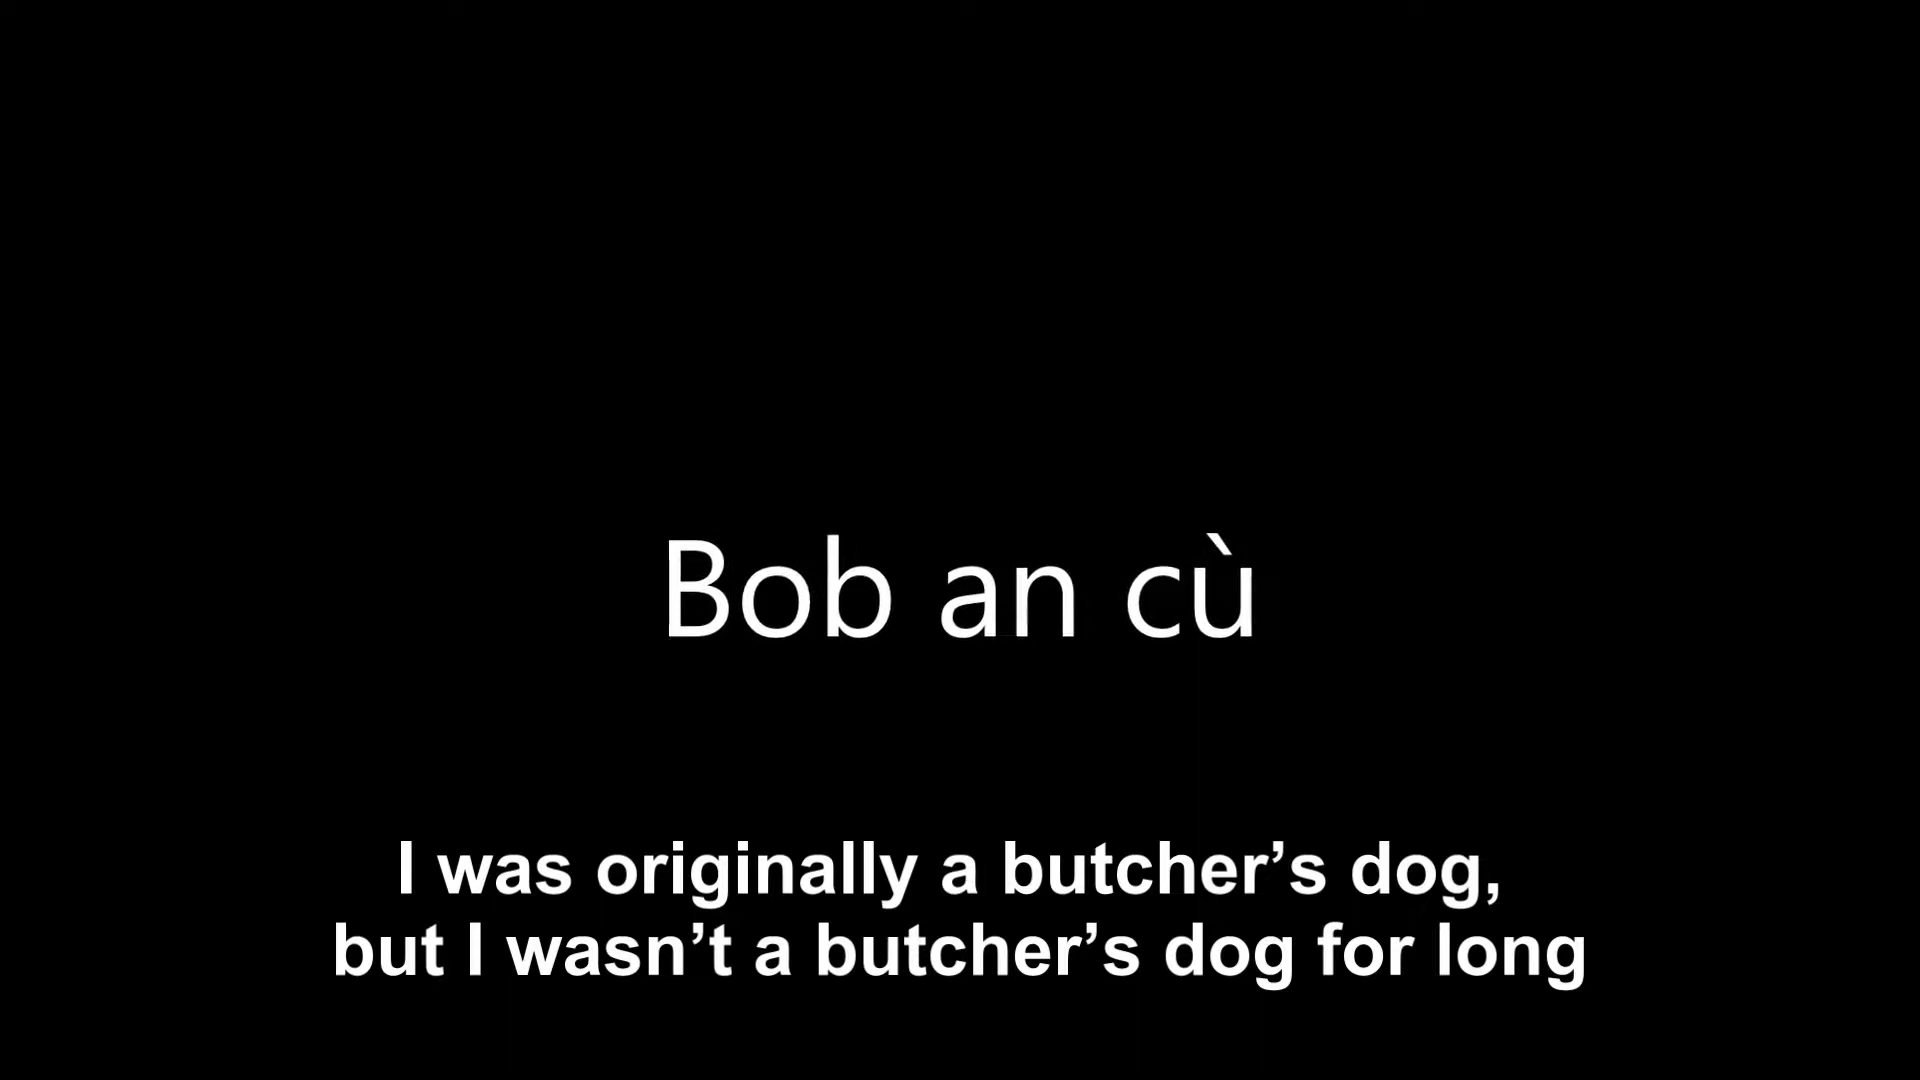 Bob an cù
I was originally a butcher’s dog,
but I wasn’t a butcher’s dog for long